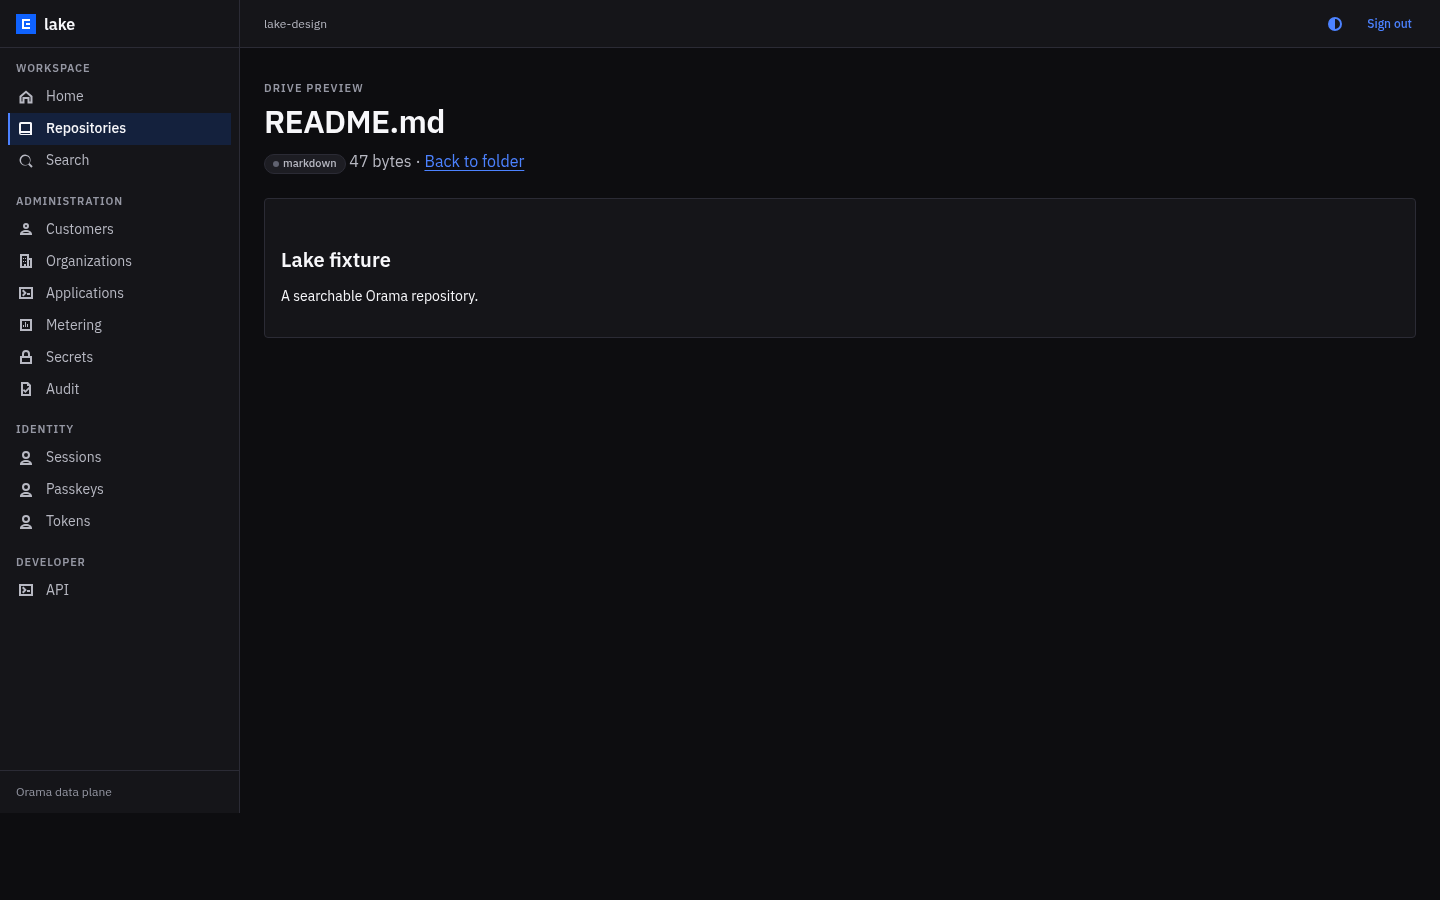 lake
lake-design
Sign out
WORKSPACE
Home
Repositories
Search
ADMINISTRATION
Customers
Organizations
Applications
Metering
Secrets
Audit
IDENTITY
Sessions
Passkeys
Tokens
DEVELOPER
API
Orama data plane
DRIVE PREVIEW
README.md
markdown 47 bytes · Back to folder
Lake fixture
A searchable Orama repository.